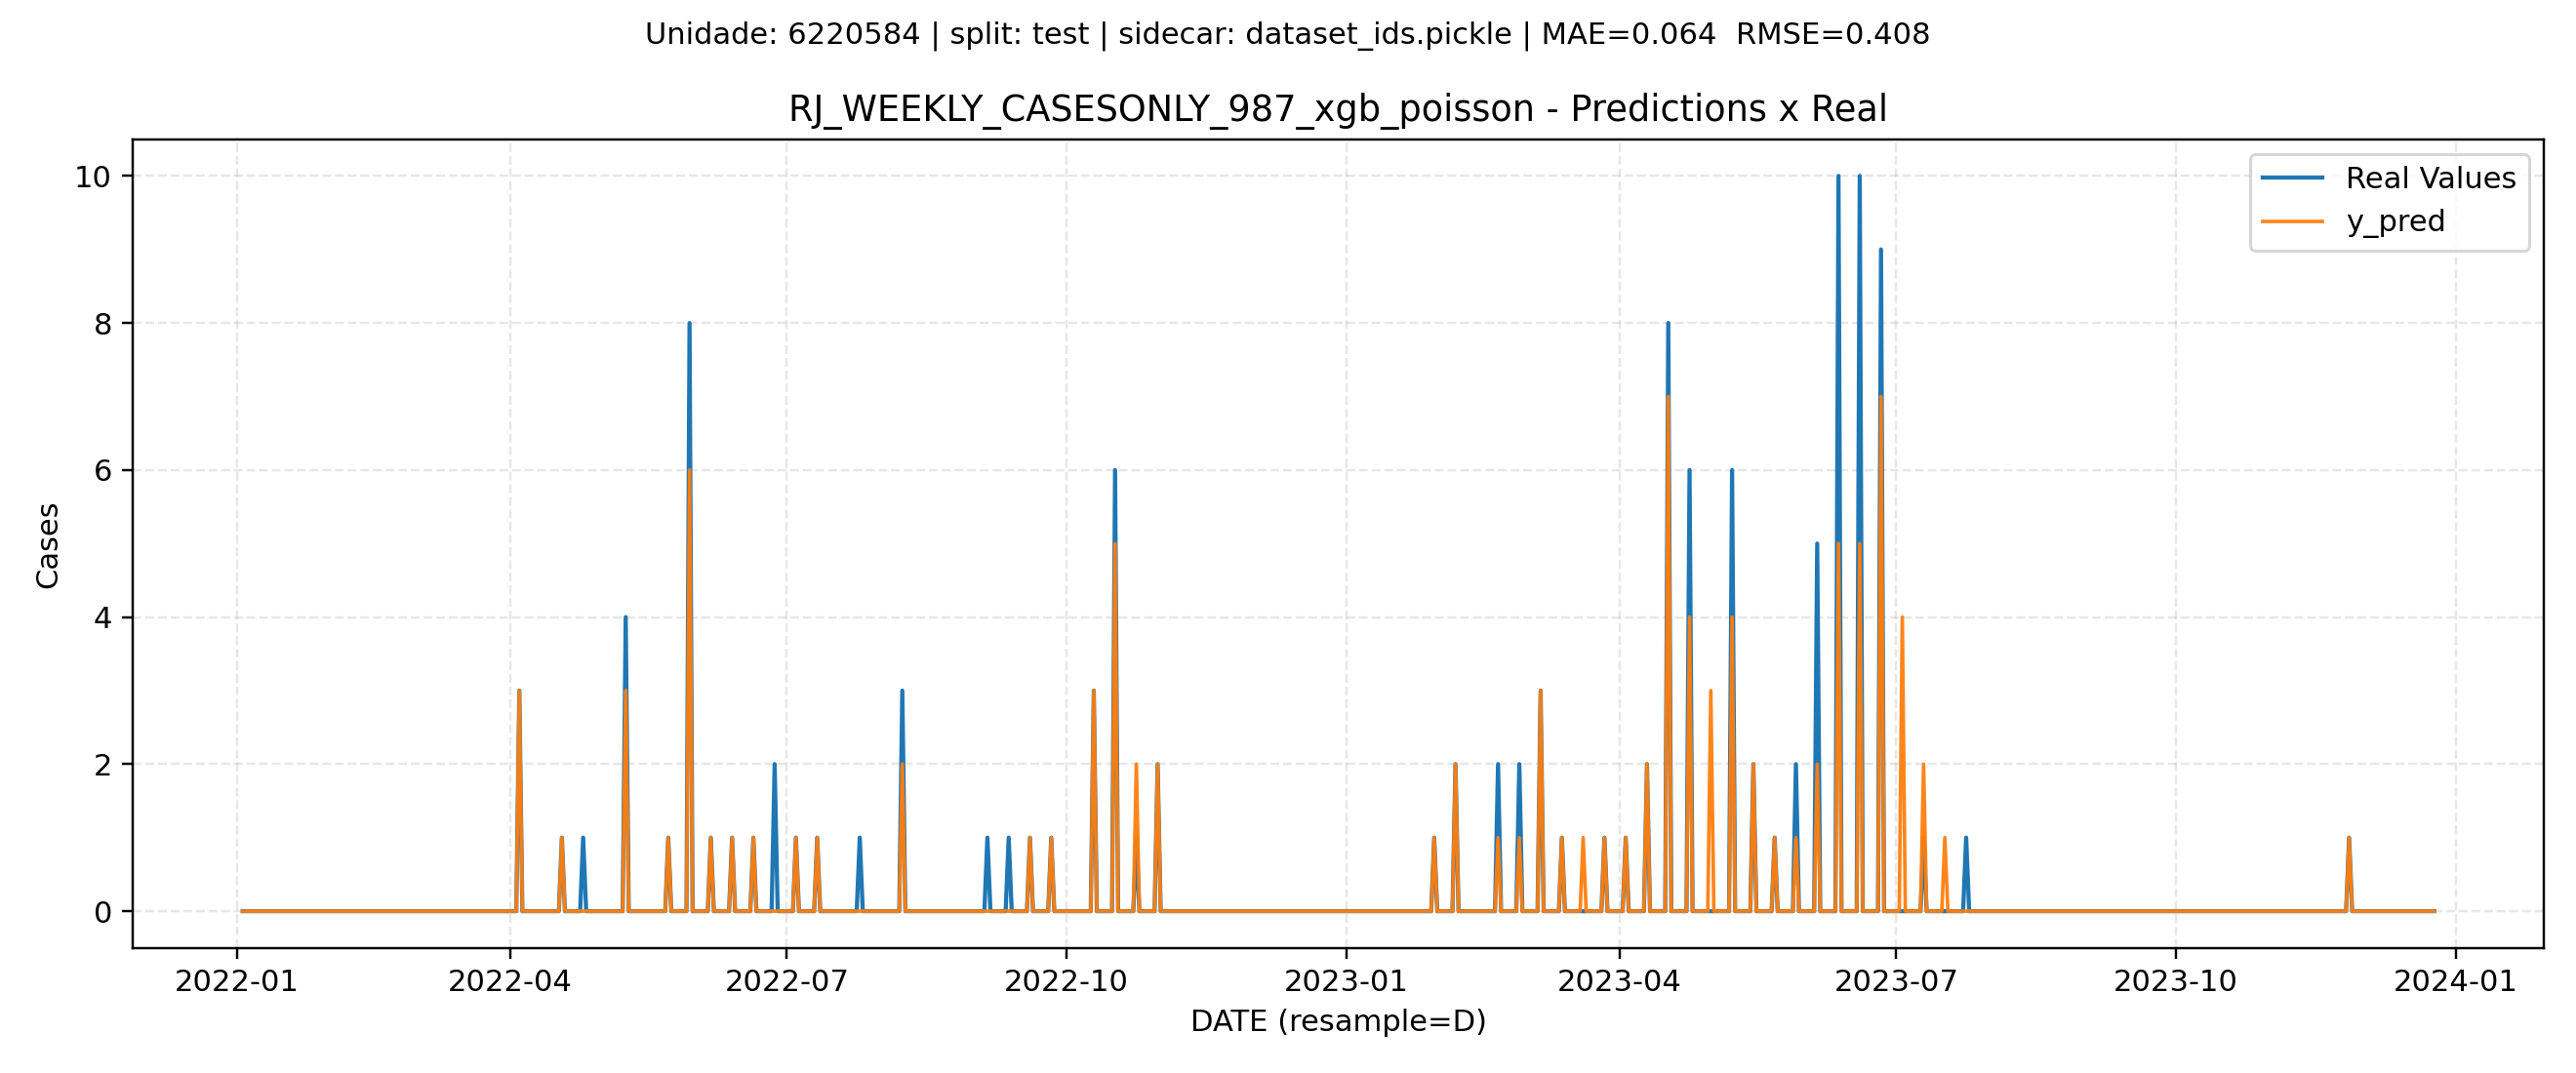 Unidade: 6220584 | split: test | sidecar: dataset_ids.pickle | MAE=0.064  RMSE=0.408
RJ_WEEKLY_CASESONLY_987_xgb_poisson - Predictions x Real
Real Values
y_pred
Cases
10
8
6
4
2
0
2022-01
2022-04
2022-07
2022-10
2023-01
2023-04
2023-07
2023-10
2024-01
DATE (resample=D)